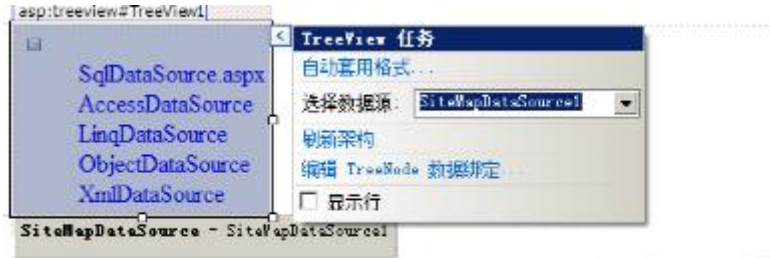 asp:treeview#TreeView1
SqlDataSource.aspx
AccessDataSource
LinqDataSource
ObjectDataSource
XmlDataSource
TreeView 任务
自动套用格式...
选择数据源: SiteMapDataSource1
刷新架构
编辑 TreeNode 数据绑定...
显示行
SiteMapDataSource - SiteMapDataSource1